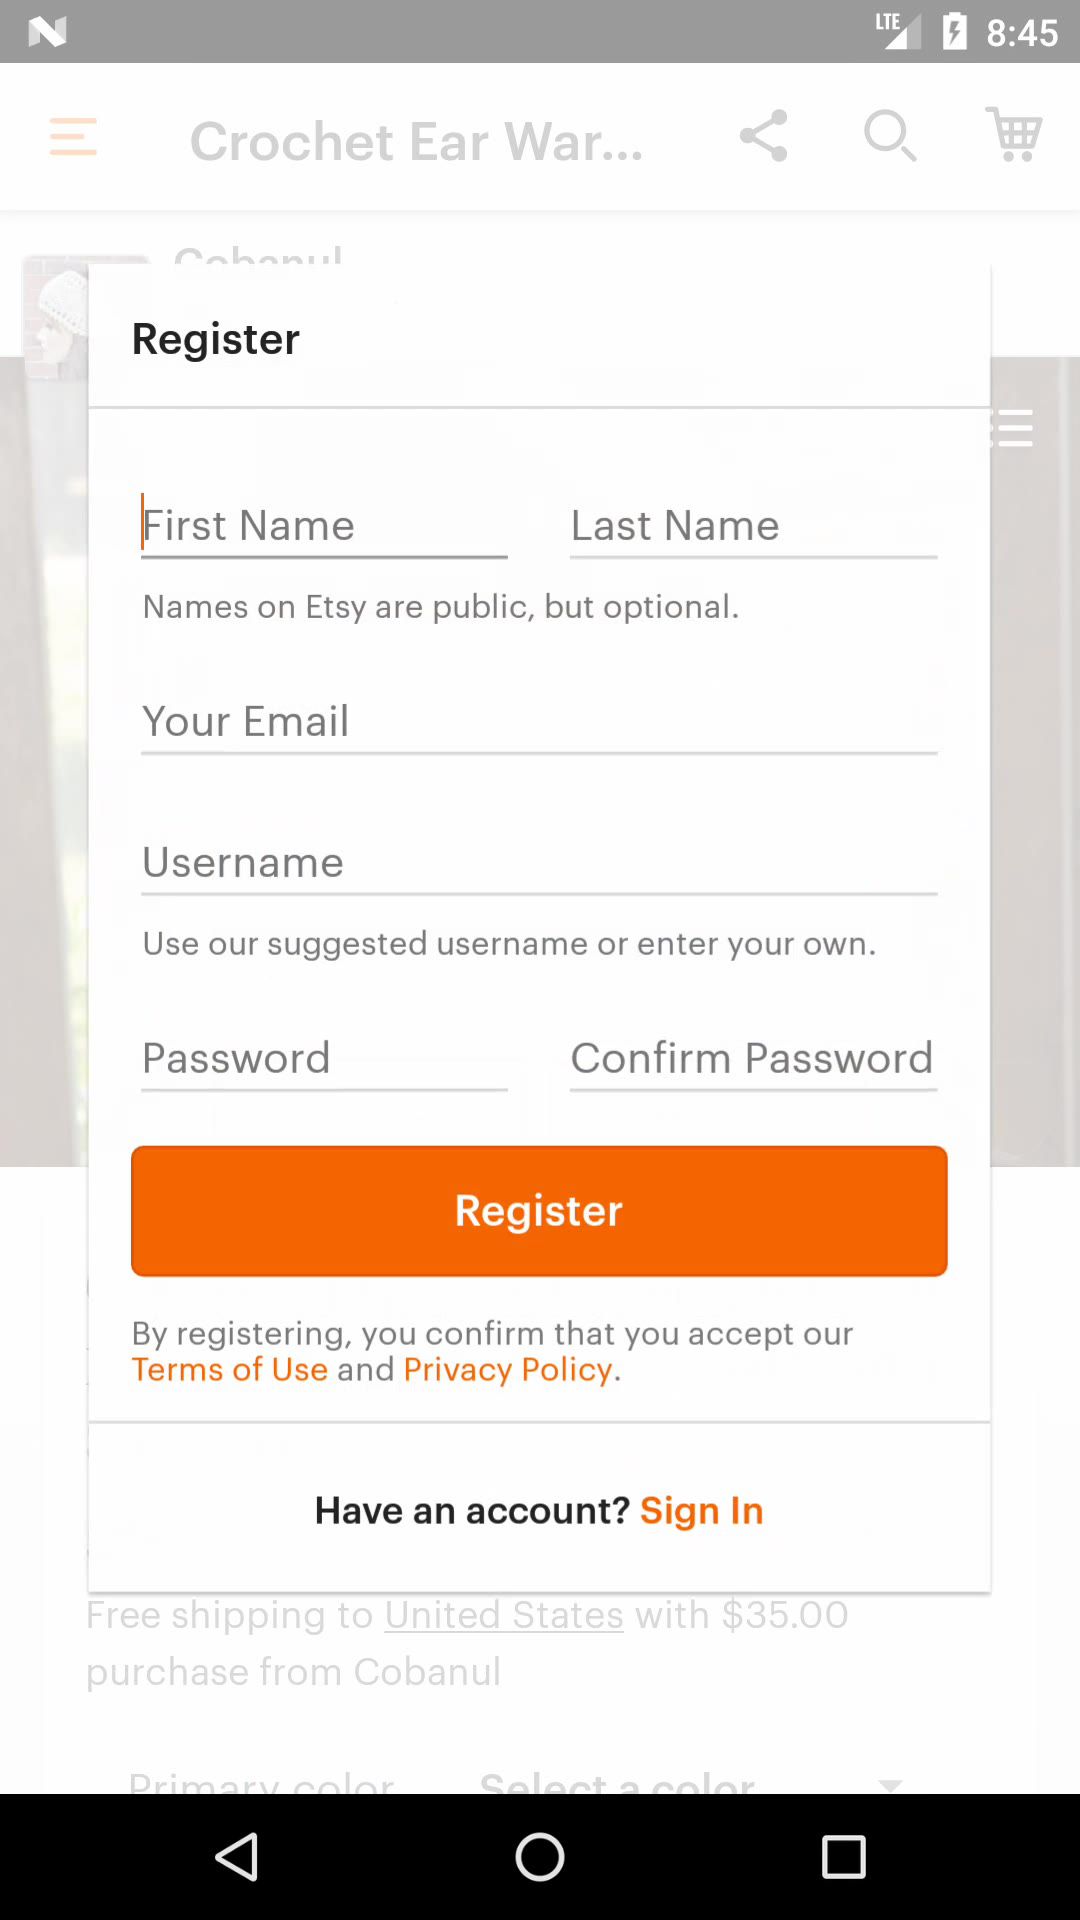 LTE 8:45
Crochet Ear War...
Cobanul
Register
First Name Last Name
Names on Etsy are public, but optional.
Your Email
Username
Use our suggested username or enter your own.
Password Confirm Password
Register
By registering, you confirm that you accept our
Terms of Use and Privacy Policy.
Have an account? Sign In
Free shipping to United States with $35.00
purchase from Cobanul
Primary color Select a color